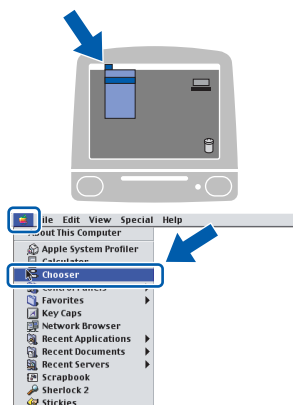 ile Edit View Special Help
About This Computer
Apple System Profiler
Calculator
Chooser
Control Panels
Favorites
Key Caps
Network Browser
Recent Applications
Recent Documents
Recent Servers
Scrapbook
Sherlock 2
Stickies